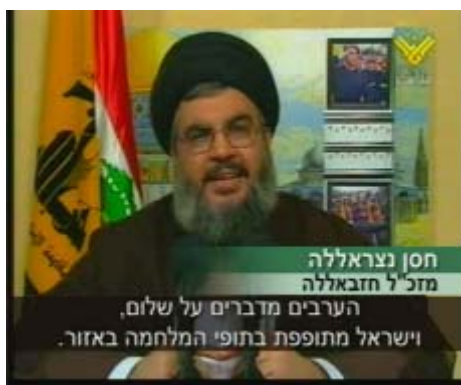 חסן נצראללה
מזכ"ל חזבאללה
הערבים מדברים על שלום,
וישראל מתופפת בתופי המלחמה באזור.